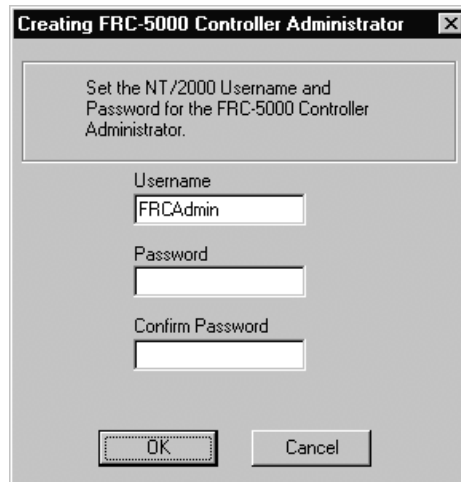 Creating FRC-5000 Controller Administrator
Set the NT/2000 Username and
Password for the FRC-5000 Controller
Administrator.
Username
FRCAdmin
Password
Confirm Password
OK
Cancel